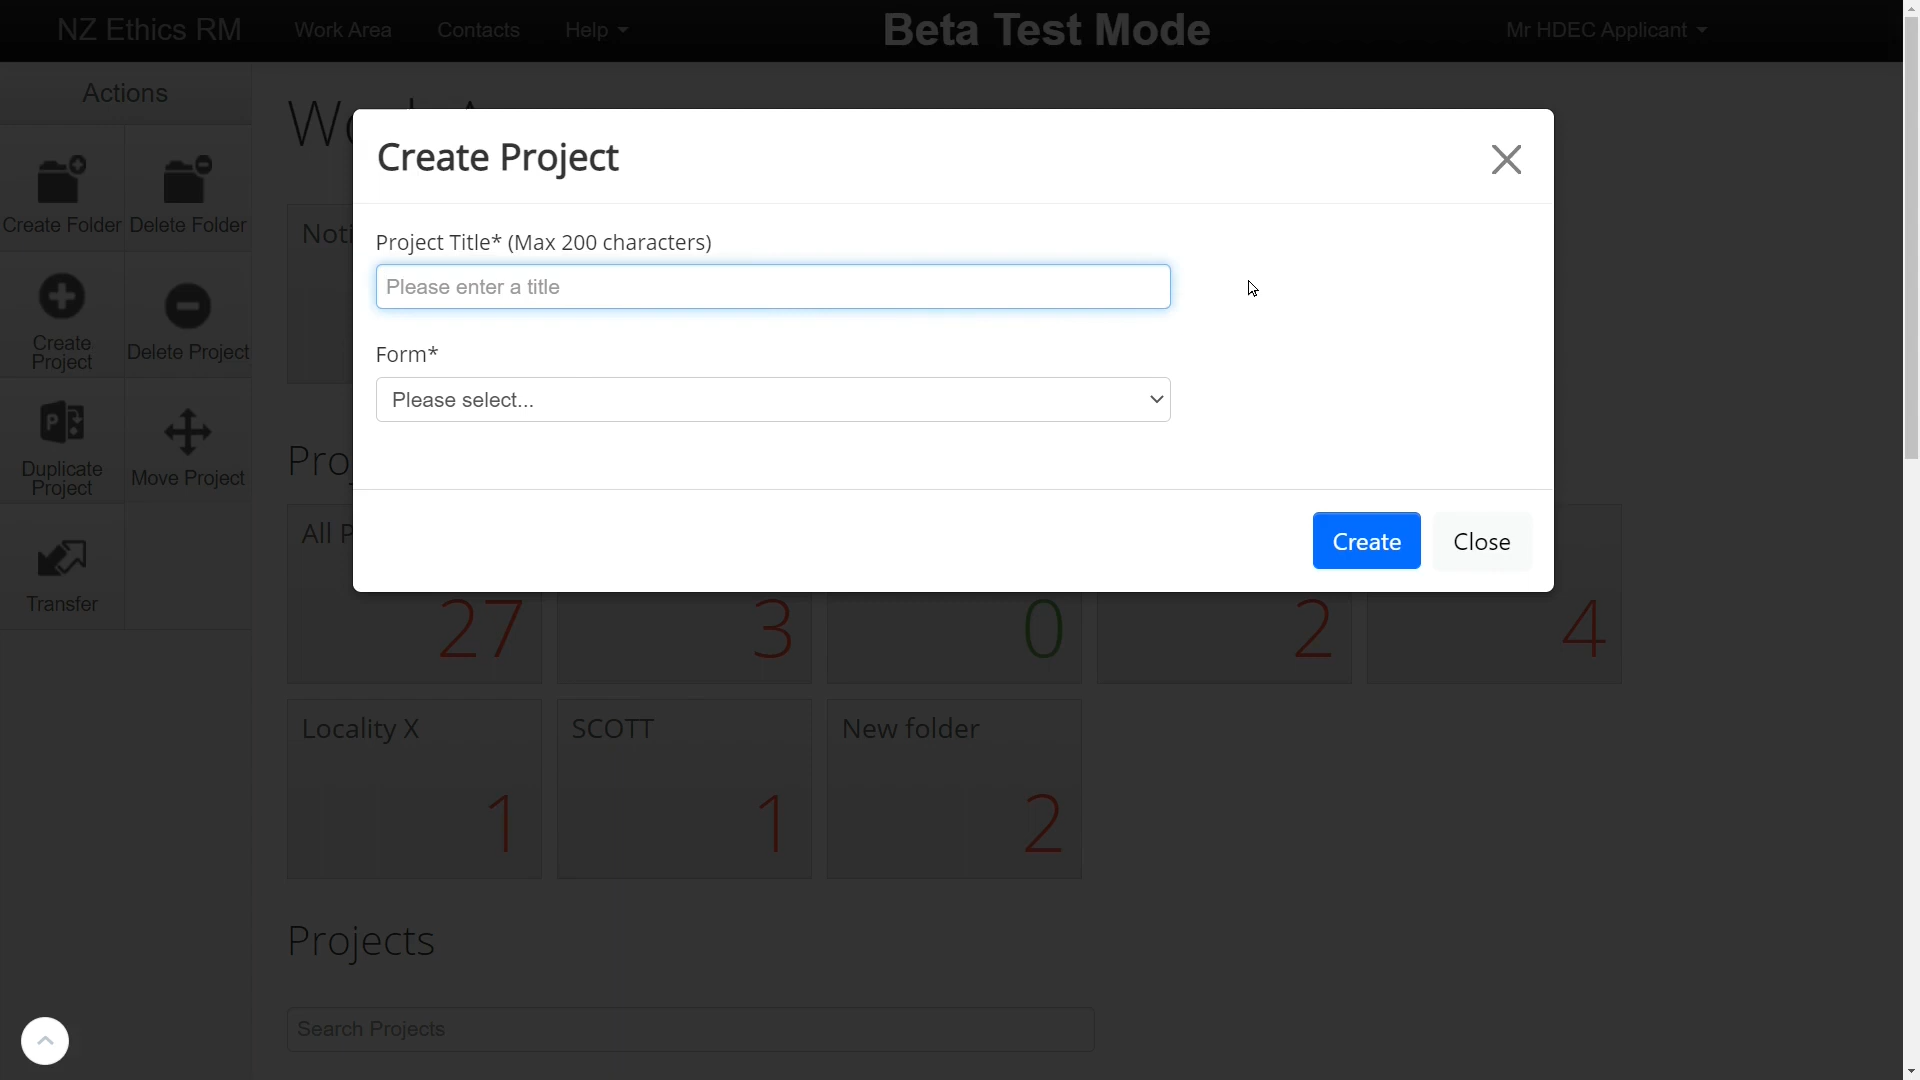 NZ Ethics RM
Work Area
Contacts
Help
Beta Test Mode
Mr HDEC Applicant
Actions
Create Folder
Delete Folder
Create
Project
Delete Project
Duplicate
Project
Move Project
Transfer
Create Project
Project Title* (Max 200 characters)
Please enter a title
Form*
Please select...
Create
Close
All P
27
3
0
2
4
Locality X
1
SCOTT
1
New folder
2
Projects
Search Projects